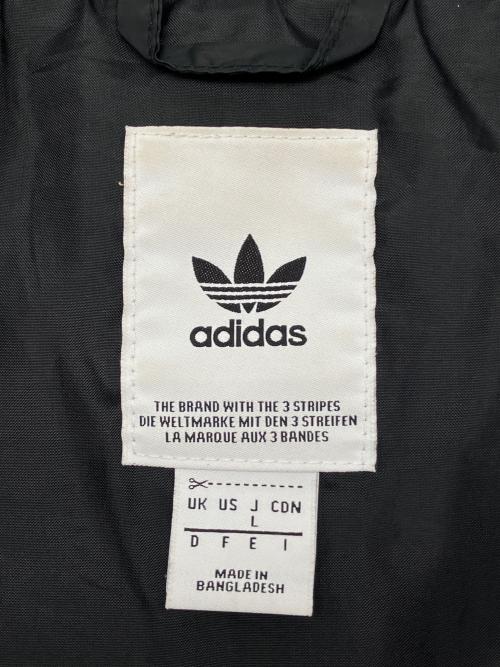 adidas
THE BRAND WITH THE 3 STRIPES
DIE WELTMARKE MIT DEN 3 STREIFEN
LA MARQUE AUX 3 BANDES
UK US J CDN
L
D F E I
MADE IN
BANGLADESH